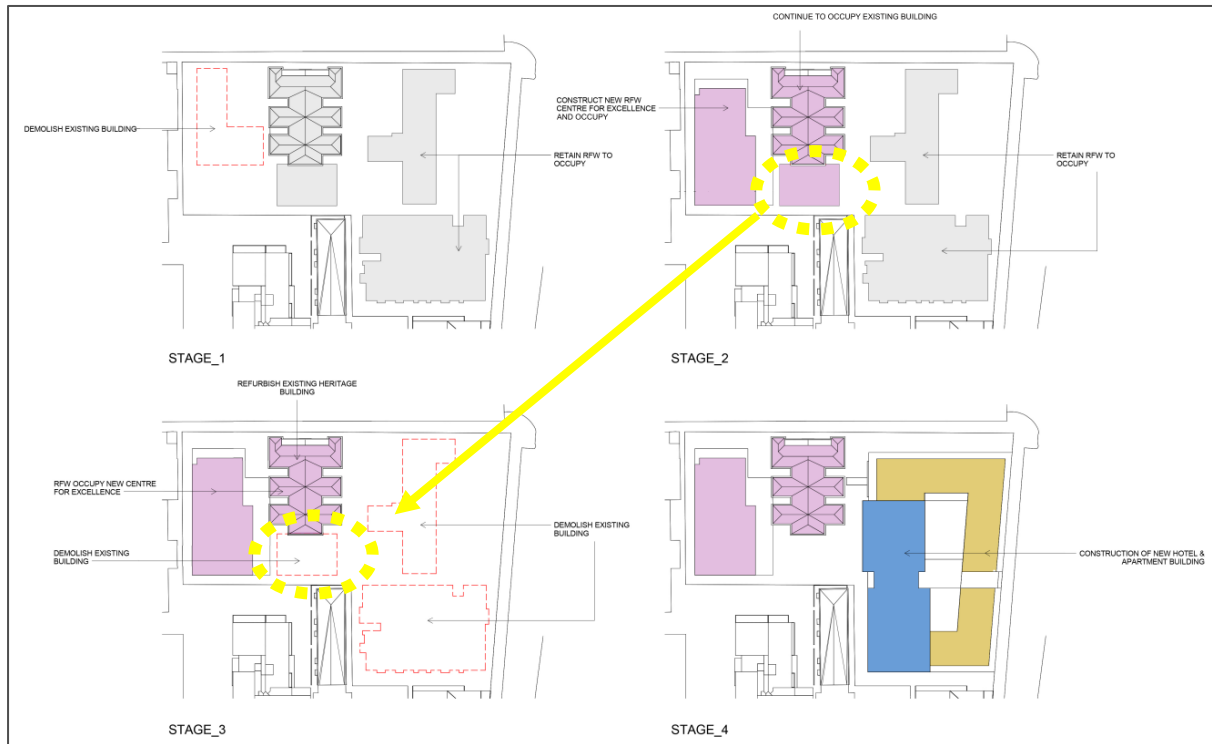 CONTINUE TO OCCUPY EXISTING BUILDING
DEMOLISH EXISTING BUILDING
RETAIN RFW TO
OCCUPY
STAGE_1
CONSTRUCT NEW RFW
CENTRE FOR EXCELLENCE
AND OCCUPY
RETAIN RFW TO
OCCUPY
STAGE_2
REFURBISH EXISTING HERITAGE
BUILDING
RFW OCCUPY NEW CENTRE
FOR EXCELLENCE
DEMOLISH EXISTING
BUILDING
DEMOLISH EXISTING
BUILDING
STAGE_3
CONSTRUCTION OF NEW HOTEL &
APARTMENT BUILDING
STAGE_4